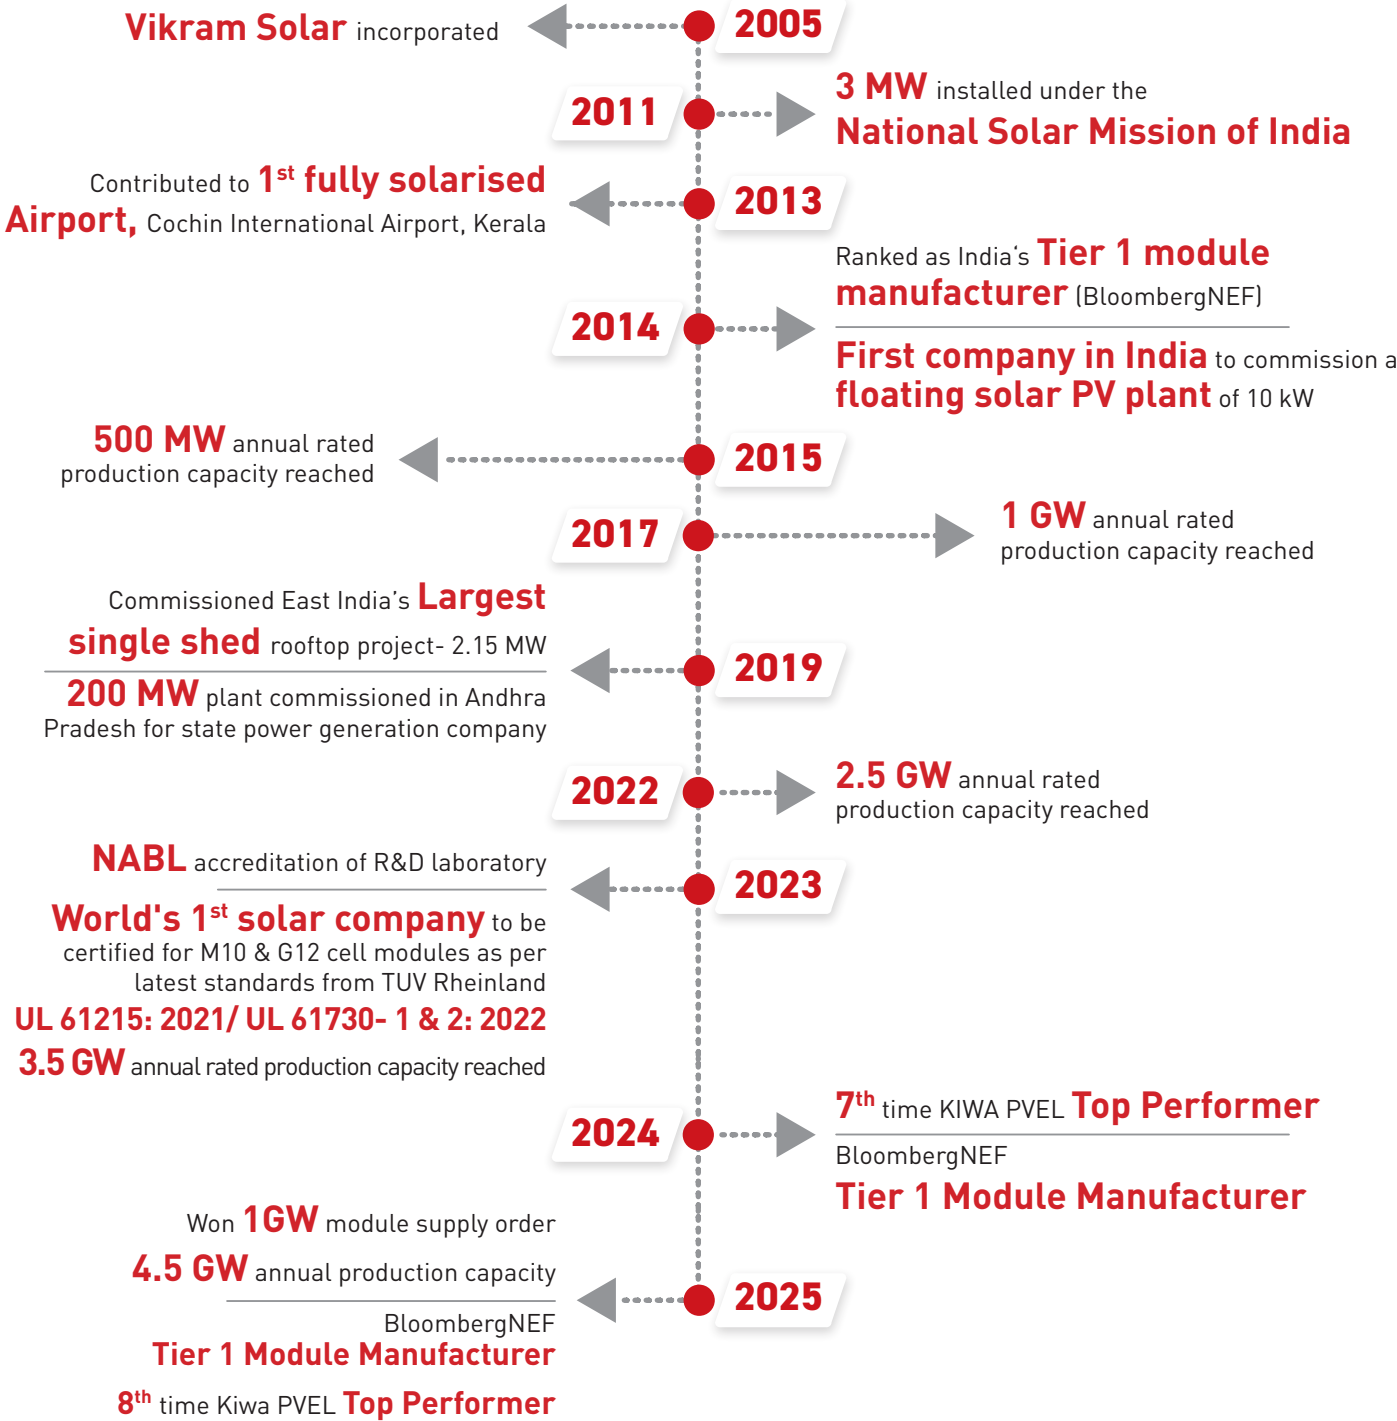 Vikram Solar incorporated
2005
2011
3 MW installed under the
National Solar Mission of India
Contributed to 1st fully solarised
Airport, Cochin International Airport, Kerala
2013
2014
Ranked as India‘s Tier 1 module
manufacturer (BloombergNEF)
First company in India to commission a
floating solar PV plant of 10 kW
500 MW annual rated
production capacity reached
2015
2017
1 GW annual rated
production capacity reached
Commissioned East India’s Largest
single shed rooftop project- 2.15 MW
200 MW plant commissioned in Andhra
Pradesh for state power generation company
2019
2022
2.5 GW annual rated
production capacity reached
NABL accreditation of R&D laboratory
World's 1st solar company to be
certified for M10 & G12 cell modules as per
latest standards from TUV Rheinland
UL 61215: 2021/ UL 61730- 1 & 2: 2022
3.5 GW annual rated production capacity reached
2023
2024
7th time KIWA PVEL Top Performer
BloombergNEF
Tier 1 Module Manufacturer
Won 1GW module supply order
4.5 GW annual production capacity
BloombergNEF
Tier 1 Module Manufacturer
8th time Kiwa PVEL Top Performer
2025